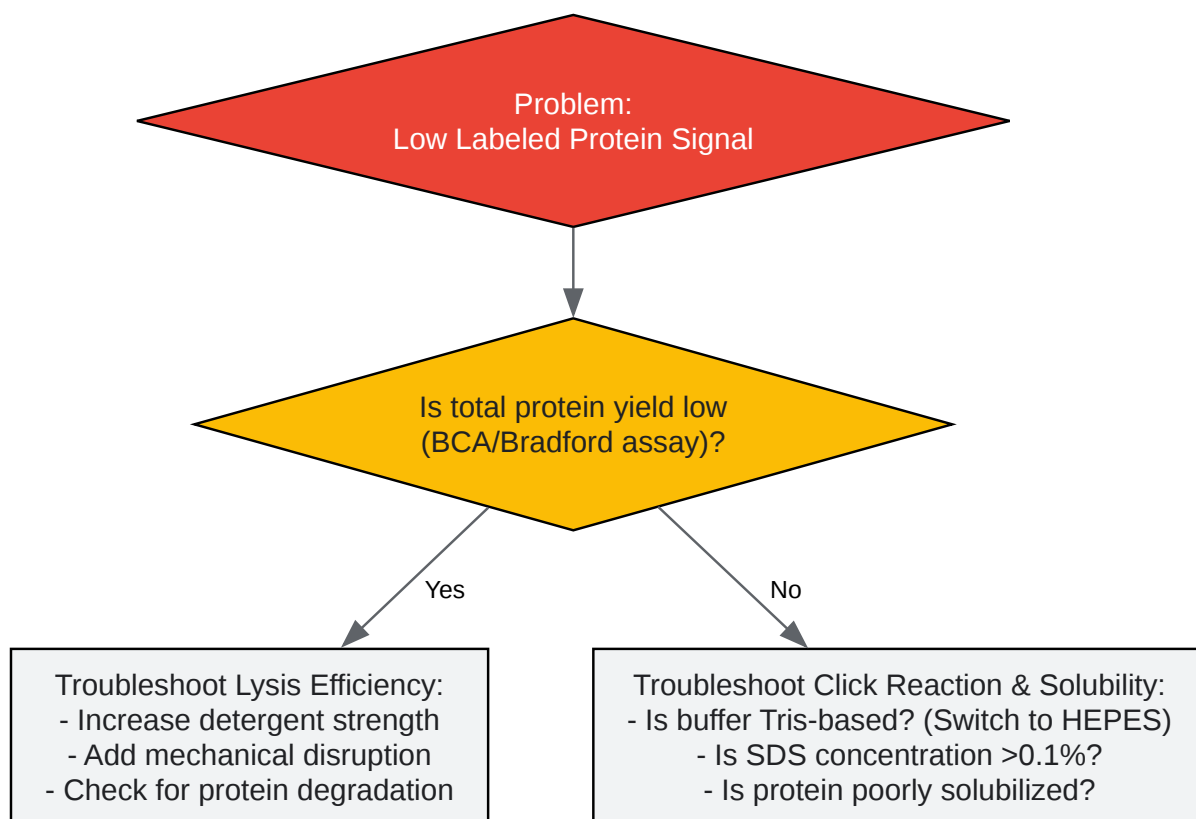 Problem:
Low Labeled Protein Signal
Is total protein yield low
(BCA/Bradford assay)?
Yes
No
Troubleshoot Lysis Efficiency:
- Increase detergent strength
- Add mechanical disruption
- Check for protein degradation
Troubleshoot Click Reaction & Solubility:
- Is buffer Tris-based? (Switch to HEPES)
- Is SDS concentration >0.1%?
- Is protein poorly solubilized?